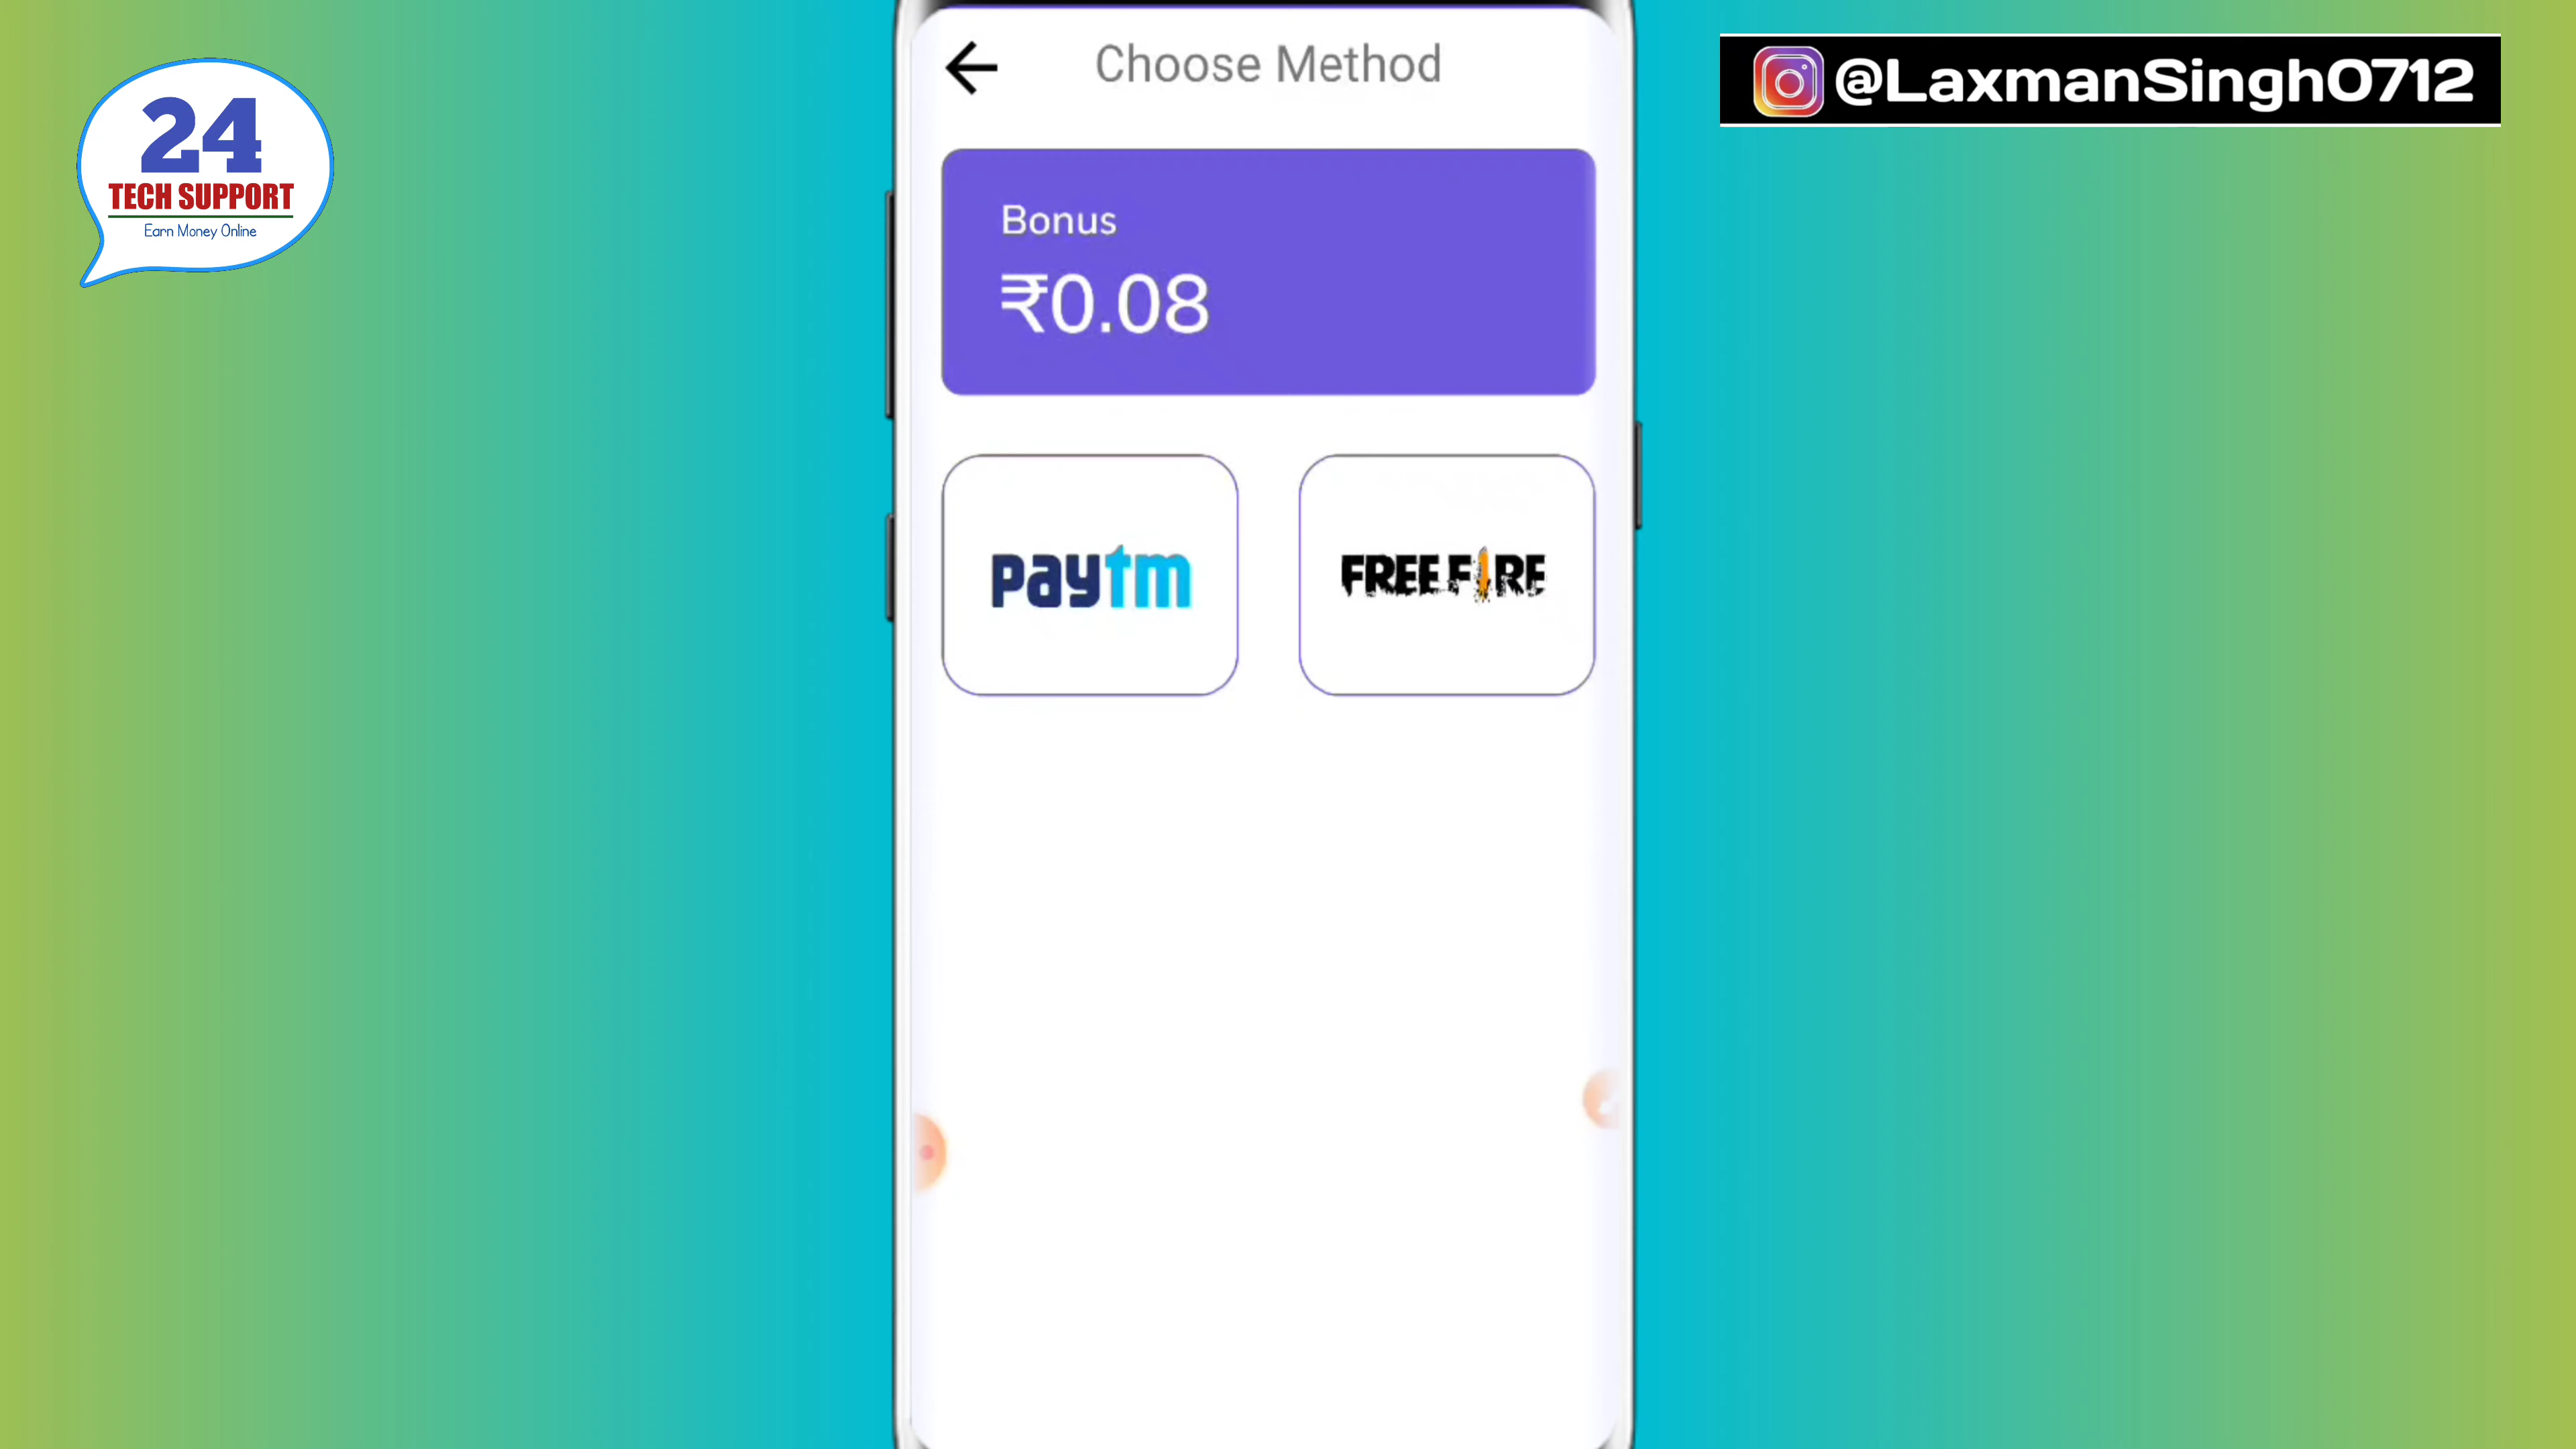 24
TECH SUPPORT
Earn Money Online
@LaxmanSingh0712
Choose Method
Bonus
₹0.08
paytm
FREE FIRE